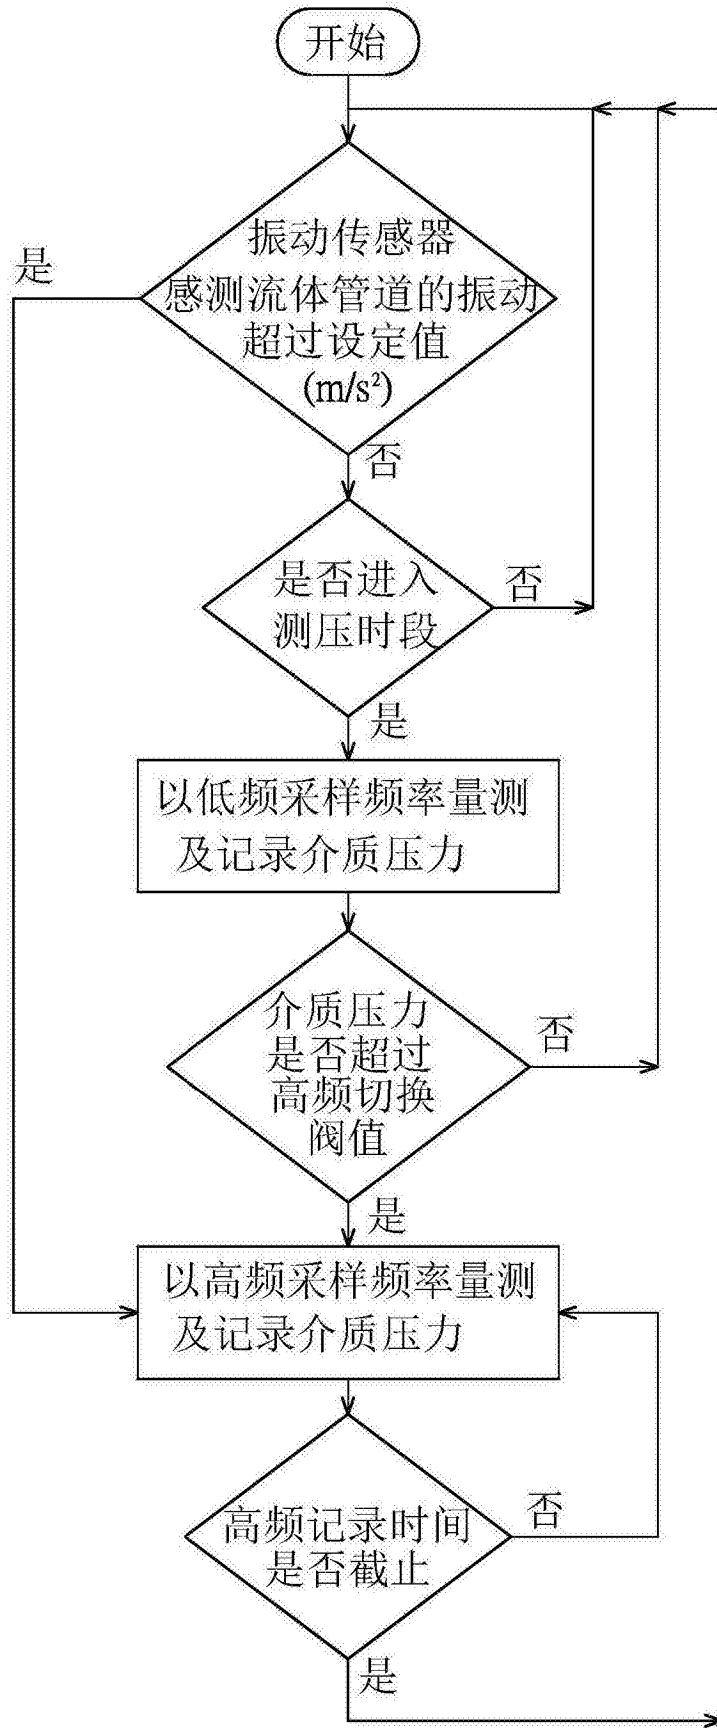 开始
是
振动传感器
感测流体管道的振动
超过设定值
(m/s²)
否
是否进入
测压时段
否
是
以低频采样频率量测
及记录介质压力
介质压力
是否超过
高频切换
阀值
否
是
以高频采样频率量测
及记录介质压力
高频记录时间
是否截止
否
是